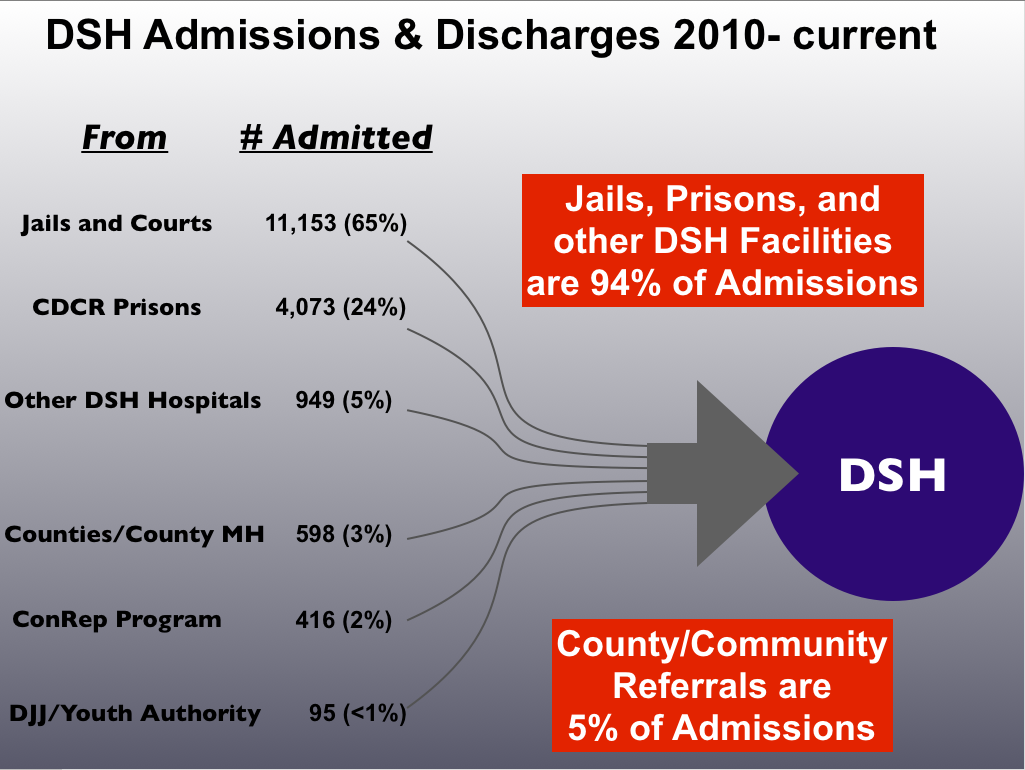 DSH Admissions & Discharges 2010- current
From # Admitted
Jails and Courts 11,153 (65%)
CDCR Prisons 4,073 (24%)
Other DSH Hospitals 949 (5%)
Counties/County MH 598 (3%)
ConRep Program 416 (2%)
DJJ/Youth Authority 95 (<1%)
Jails, Prisons, and
other DSH Facilities
are 94% of Admissions
DSH
County/Community
Referrals are
5% of Admissions